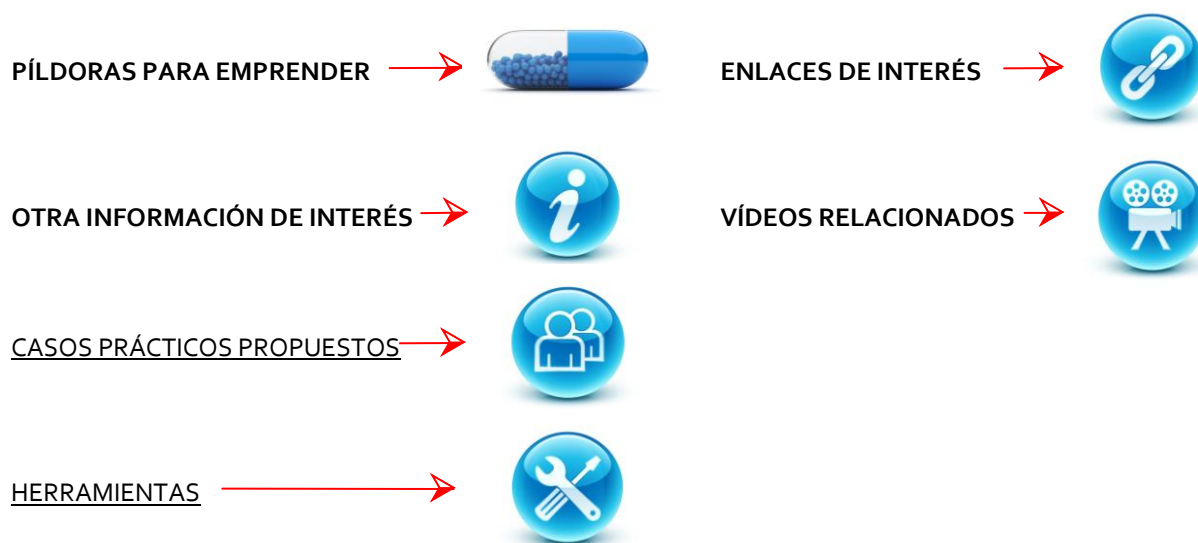 PÍLDORAS PARA EMPRENDER
ENLACES DE INTERÉS
OTRA INFORMACIÓN DE INTERÉS
VÍDEOS RELACIONADOS
CASOS PRÁCTICOS PROPUESTOS
HERRAMIENTAS